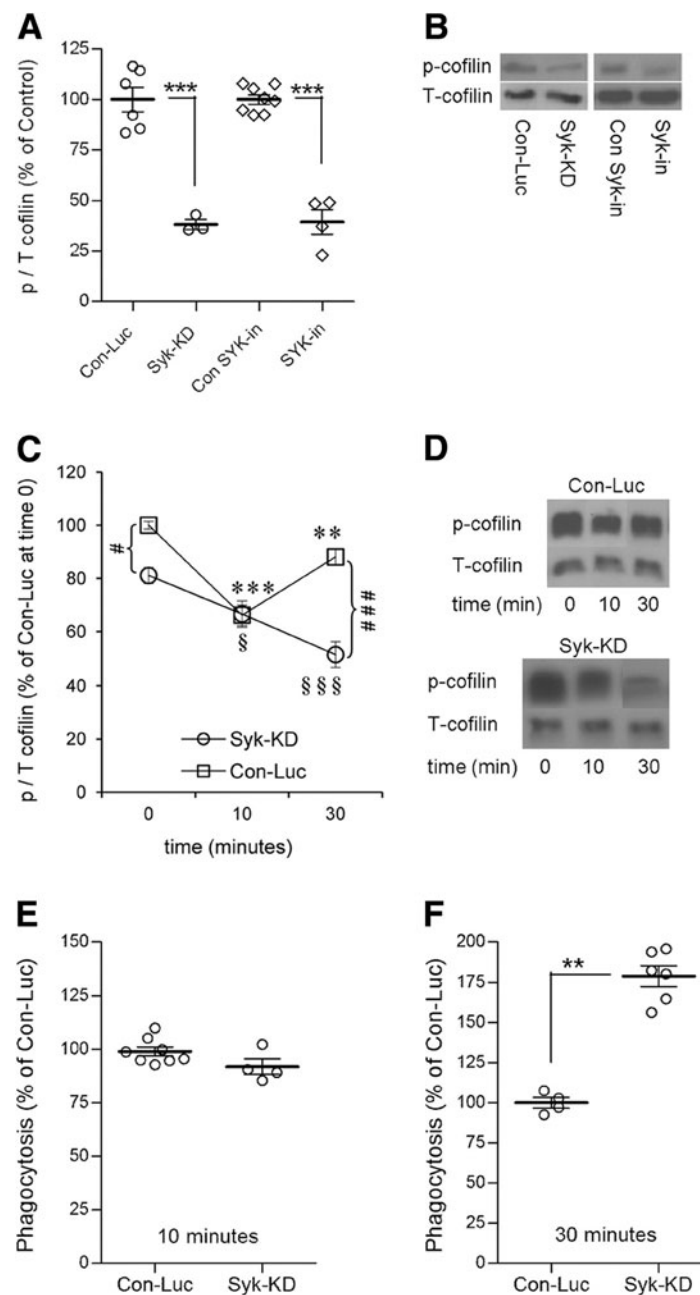 A
p / T cofilin (% of Control)
125
100
75
50
25
0
***
***
Con-Luc
Syk-KD
Con SYK-in
SYK-in
B
p-cofilin
T-cofilin
Con-Luc
Syk-KD
Con Syk-in
Syk-in
C
p / T cofilin (% of Con-Luc at time 0)
120
100
80
60
40
20
0
#
***
§
**
###
§§§
Syk-KD
Con-Luc
0 10 30
time (minutes)
D
Con-Luc
p-cofilin
T-cofilin
time (min) 0 10 30
Syk-KD
p-cofilin
T-cofilin
time (min) 0 10 30
E
Phagocytosis (% of Con-Luc)
150
125
100
75
50
25
0
10 minutes
Con-Luc Syk-KD
F
Phagocytosis (% of Con-Luc)
200
175
150
125
100
75
50
25
0
**
30 minutes
Con-Luc Syk-KD